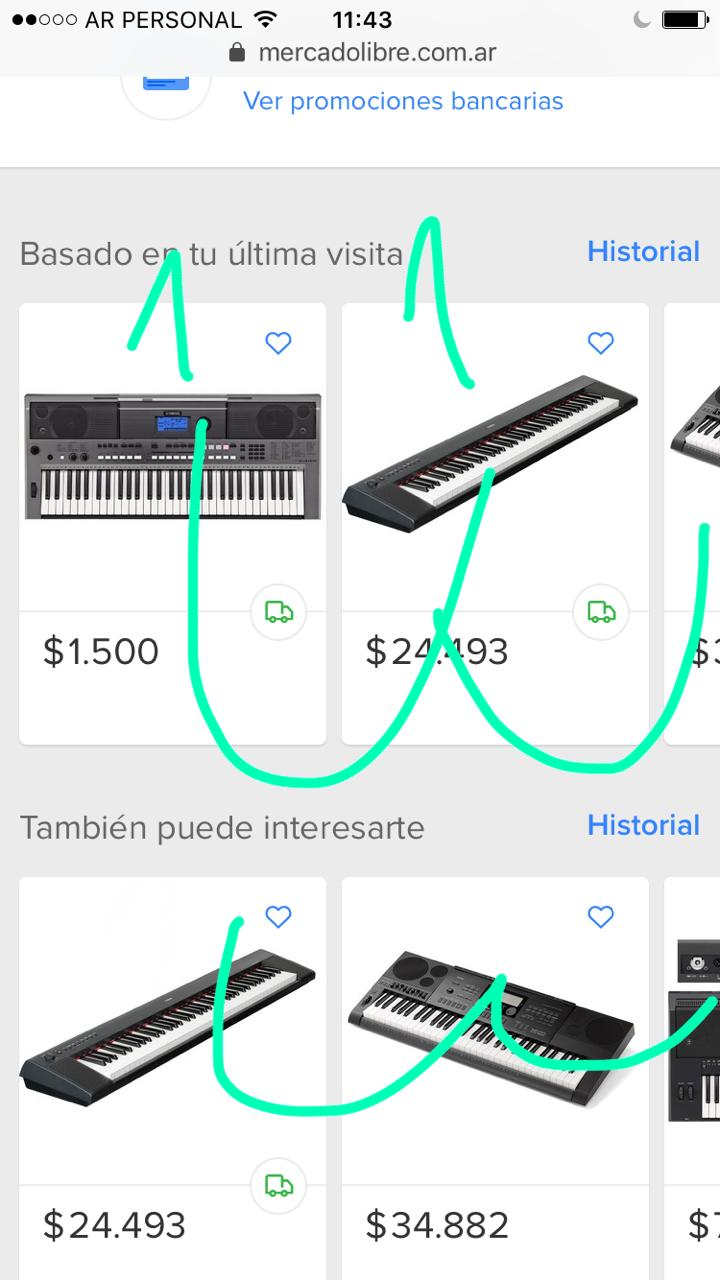 AR PERSONAL 11:43
mercadolibre.com.ar
Ver promociones bancarias
Basado en tu última visita Historial
$1.500 $24.493
También puede interesarte Historial
$24.493 $34.882